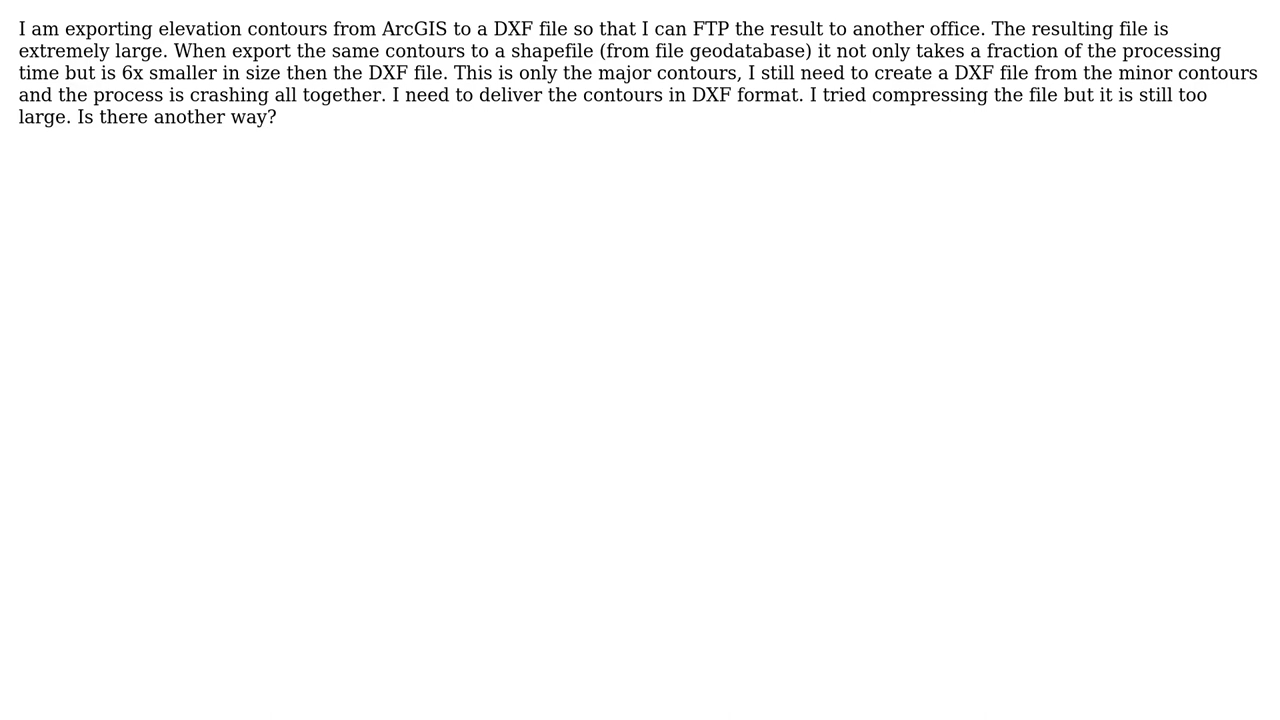 I am exporting elevation contours from ArcGIS to a DXF file so that I can FTP the result to another office. The resulting file is
extremely large. When export the same contours to a shapefile (from file geodatabase) it not only takes a fraction of the processing
time but is 6x smaller in size then the DXF file. This is only the major contours, I still need to create a DXF file from the minor contours
and the process is crashing all together. I need to deliver the contours in DXF format. I tried compressing the file but it is still too
large. Is there another way?